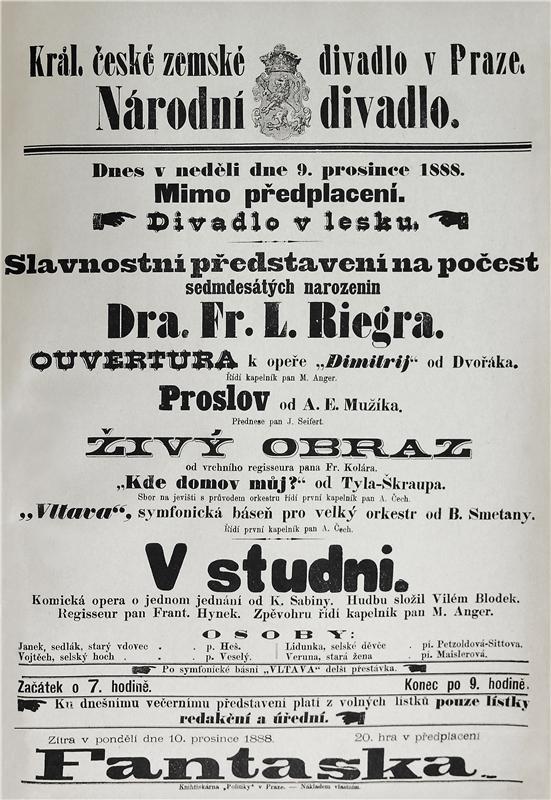 Král. české zemské divadlo v Praze.
Národní divadlo.
Dnes v neděli dne 9. prosince 1888.
Mimo předplacení.
Divadlo v lesku.
Slavnostní představení na počest
sedmdesátých narozenin
Dra. Fr. L. Riegra.
OUVERTURA k opeře „Dimitrij“ od Dvořáka.
Řídí kapelník pan M. Anger.
Proslov od A. E. Mužíka.
Přednese pan J. Seifert.
ŽIVÝ OBRAZ
od vrchního regisseura pana Fr. Kolára.
„Kde domov můj?“ od Tyla-Škraupa.
Sbor na jevišti s průvodem orkestru řídí první kapelník pan A. Čech.
„Vltava“, symfonická báseň pro velký orkestr od B. Smetany.
Řídí první kapelník pan A. Čech.
V studni.
Komická opera o jednom jednání od K. Sabiny. Hudbu složil Vilém Blodek.
Regisseur pan Frant. Hynek. Zpěvohru řídí kapelník pan M. Anger.
OSOBY:
Janek, sedlák, starý vdovec . . p. Heš. Lidunka, selské děvče . pí. Petzoldová-Sittova.
Vojtěch, selský hoch . . . p. Veselý. Veruna, stará žena . . pí. Maislerová.
Po symfonické básni „VLTAVA“ delší přestávka.
Začátek o 7. hodině. Konec po 9. hodině.
Ku dnešnímu večernímu představení platí z volných lístků pouze lístky
redakční a úřední.
Zítra v pondělí dne 10. prosince 1888. 20. hra v předplacení
Fantaska.
Knihtiskárna „Politiky“ v Praze. — Nákladem vlastním.